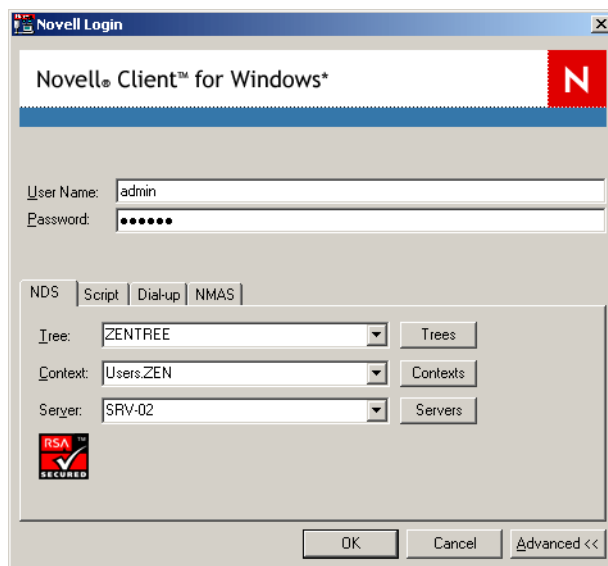 Novell Login
Novell® Client™ for Windows*
N
User Name: admin
Password: ●●●●●●
NDS Script Dial-up NMAS
Tree: ZENTREE Trees
Context: Users.ZEN Contexts
Server: SRV-02 Servers
RSA ™
SECURED
OK Cancel Advanced <<